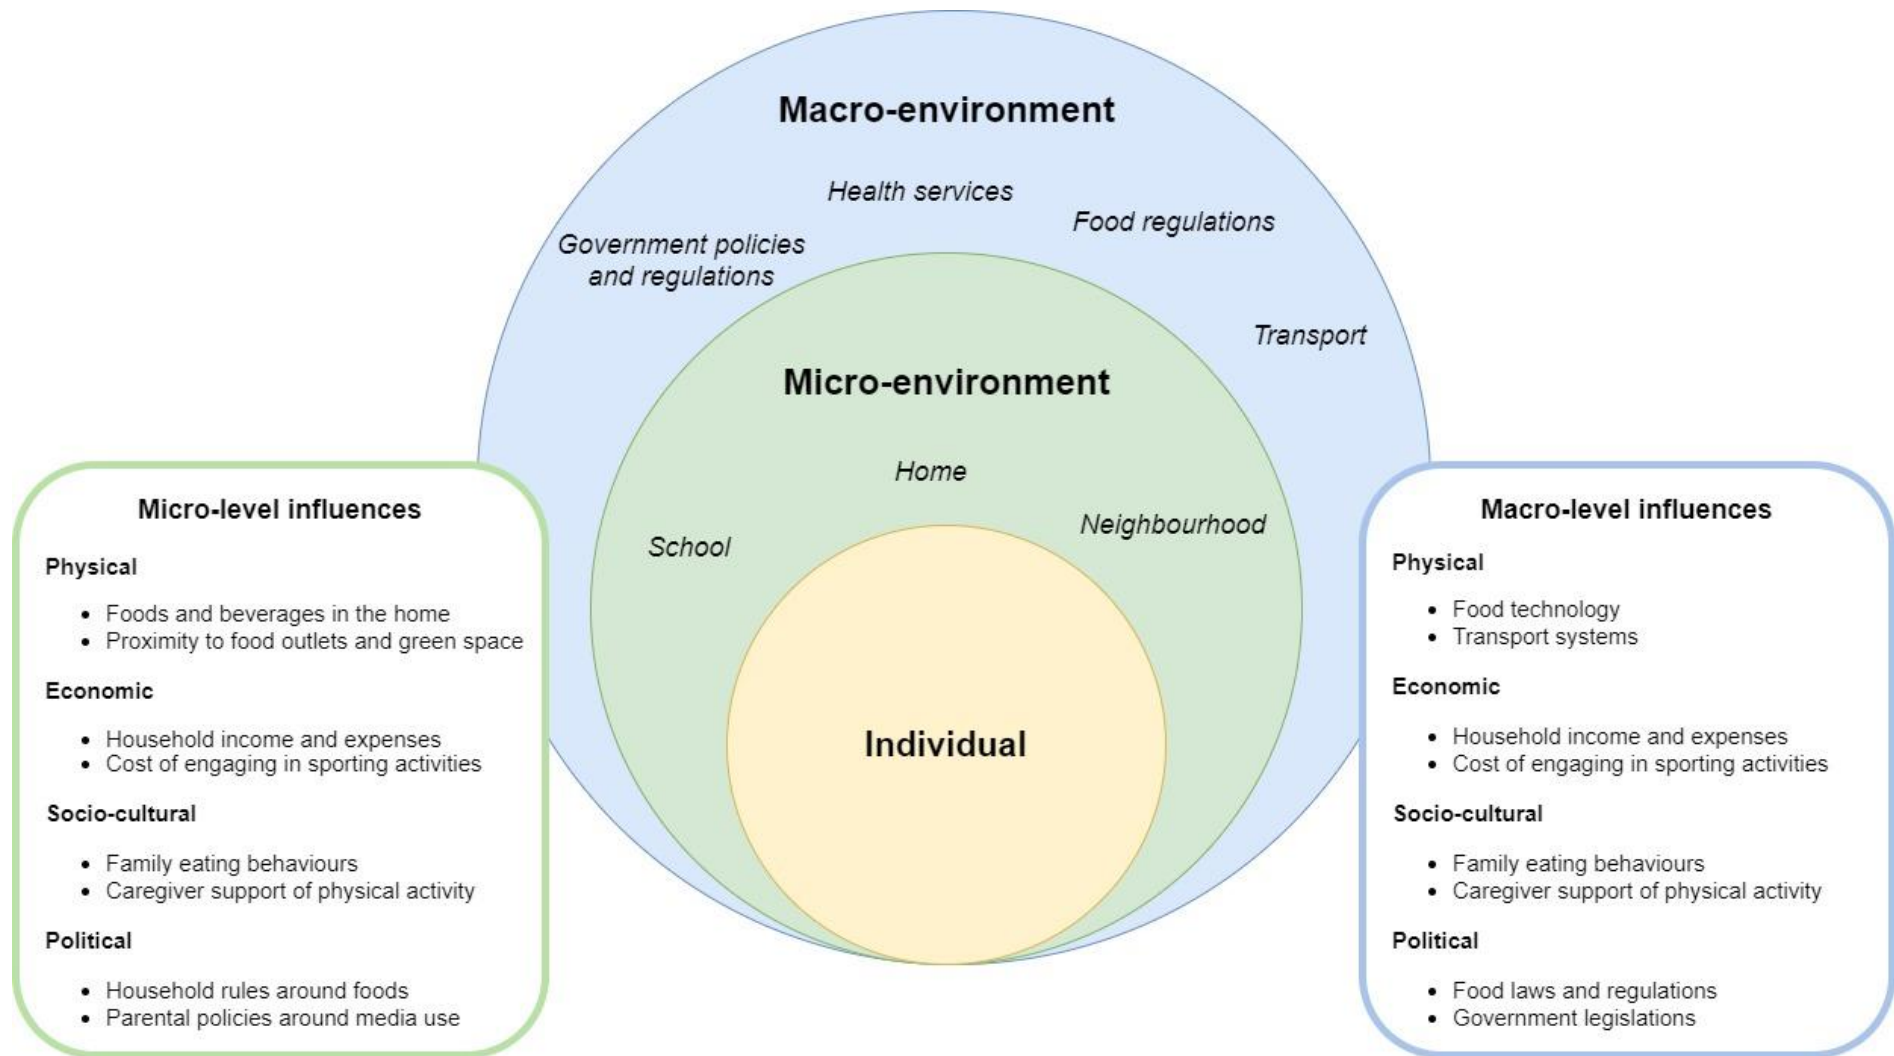 Macro-environment
Health services
Food regulations
Government policies
and regulations
Transport
Micro-environment
Home
Neighbourhood
School
Individual
Micro-level influences
Physical
• Foods and beverages in the home
• Proximity to food outlets and green space
Economic
• Household income and expenses
• Cost of engaging in sporting activities
Socio-cultural
• Family eating behaviours
• Caregiver support of physical activity
Political
• Household rules around foods
• Parental policies around media use
Macro-level influences
Physical
• Food technology
• Transport systems
Economic
• Household income and expenses
• Cost of engaging in sporting activities
Socio-cultural
• Family eating behaviours
• Caregiver support of physical activity
Political
• Food laws and regulations
• Government legislations